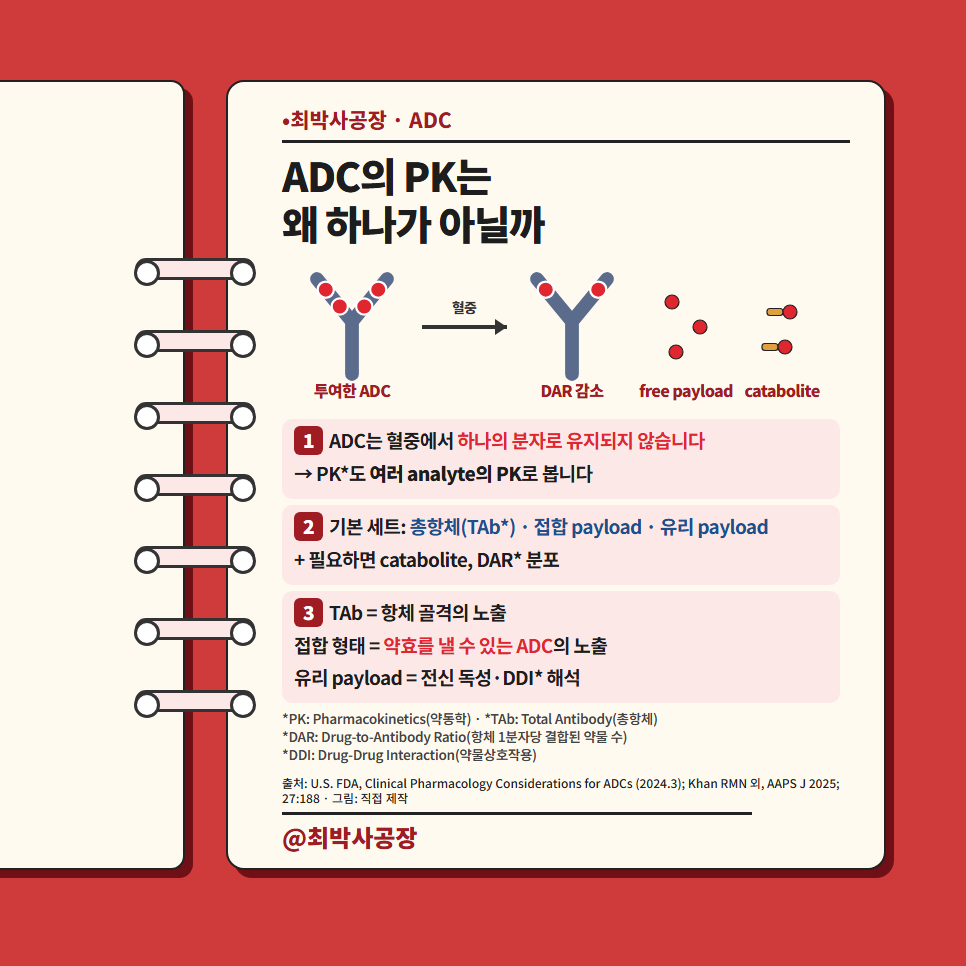 •최박사공장 · ADC
ADC의 PK는
왜 하나가 아닐까
혈중
투여한 ADC
DAR 감소
free payload
catabolite
1 ADC는 혈중에서 하나의 분자로 유지되지 않습니다
→ PK*도 여러 analyte의 PK로 봅니다
2 기본 세트: 총항체(TAb*) · 접합 payload · 유리 payload
+ 필요하면 catabolite, DAR* 분포
3 TAb = 항체 골격의 노출
접합 형태 = 약효를 낼 수 있는 ADC의 노출
유리 payload = 전신 독성·DDI* 해석
*PK: Pharmacokinetics(약동학) · *TAb: Total Antibody(총항체)
*DAR: Drug-to-Antibody Ratio(항체 1분자당 결합된 약물 수)
*DDI: Drug-Drug Interaction(약물상호작용)
출처: U.S. FDA, Clinical Pharmacology Considerations for ADCs (2024.3); Khan RMN 외, AAPS J 2025;
27:188 · 그림: 직접 제작
@최박사공장